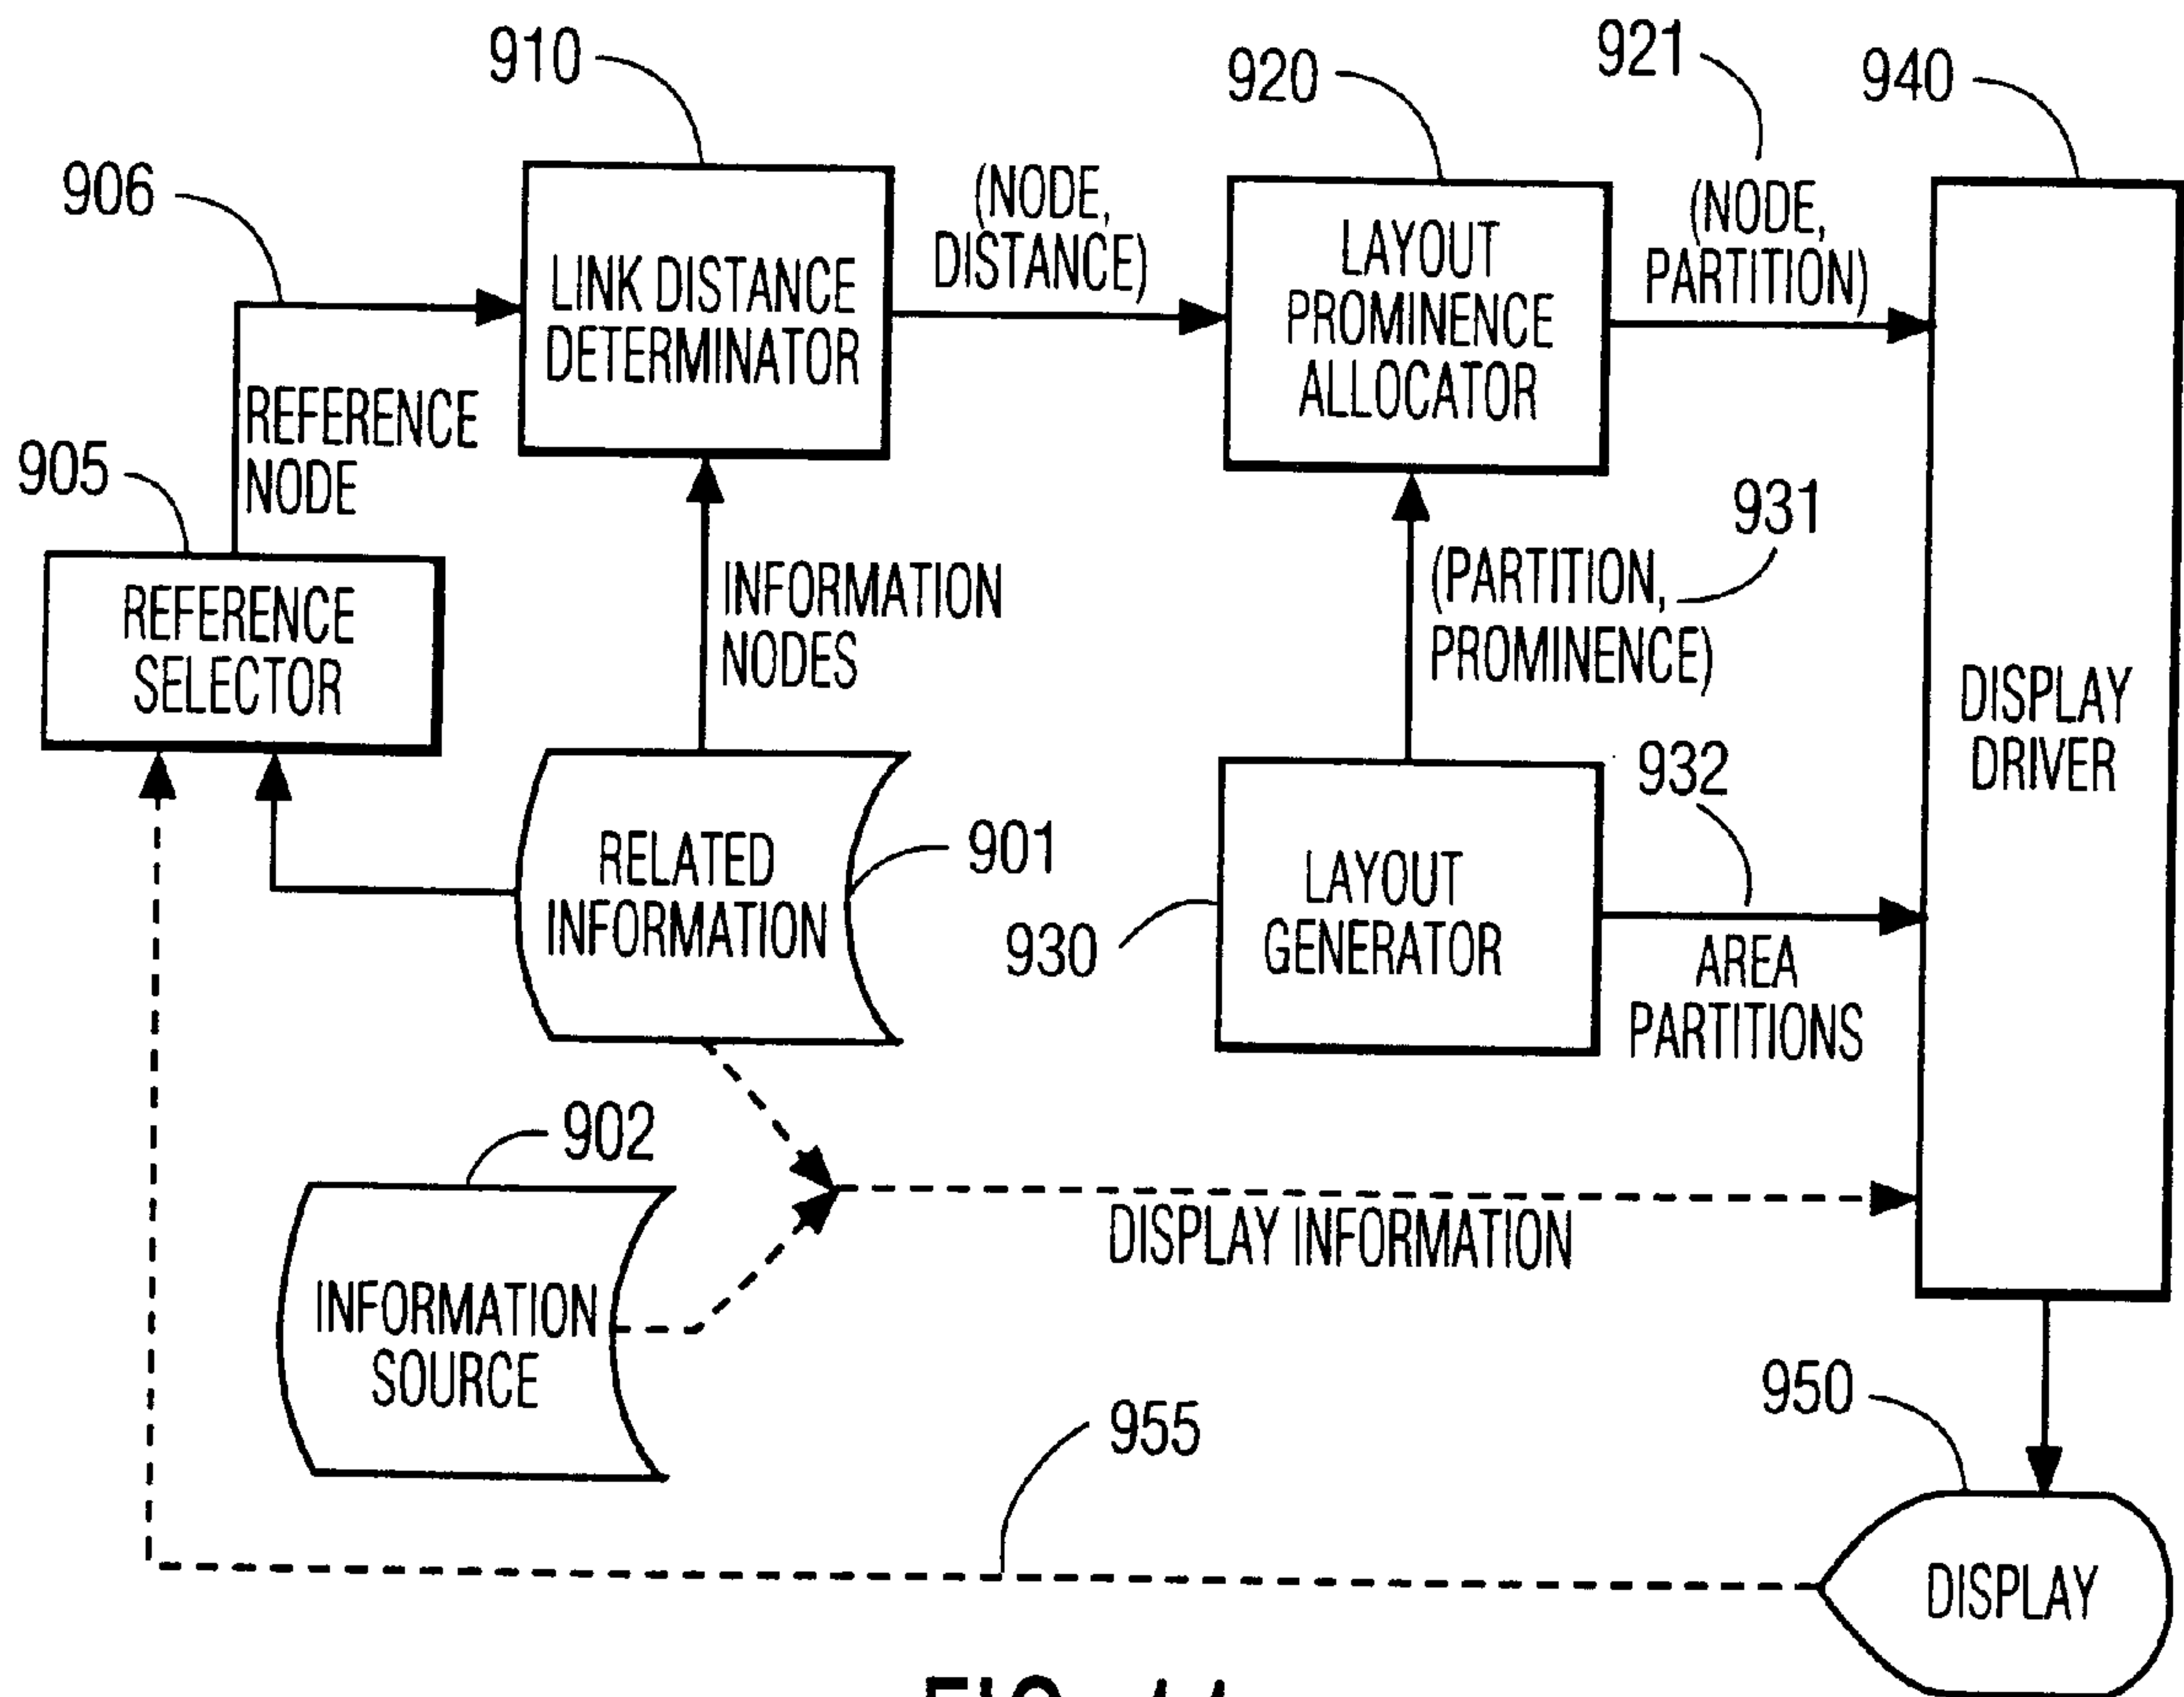 910
920
921
940
906
(NODE,
DISTANCE)
(NODE,
PARTITION)
LINK DISTANCE
DETERMINATOR
LAYOUT
PROMINENCE
ALLOCATOR
REFERENCE
NODE
905
931
REFERENCE
SELECTOR
INFORMATION
NODES
(PARTITION,
PROMINENCE)
DISPLAY
DRIVER
932
RELATED
INFORMATION
901
930
LAYOUT
GENERATOR
AREA
PARTITIONS
902
DISPLAY INFORMATION
INFORMATION
SOURCE
950
955
DISPLAY